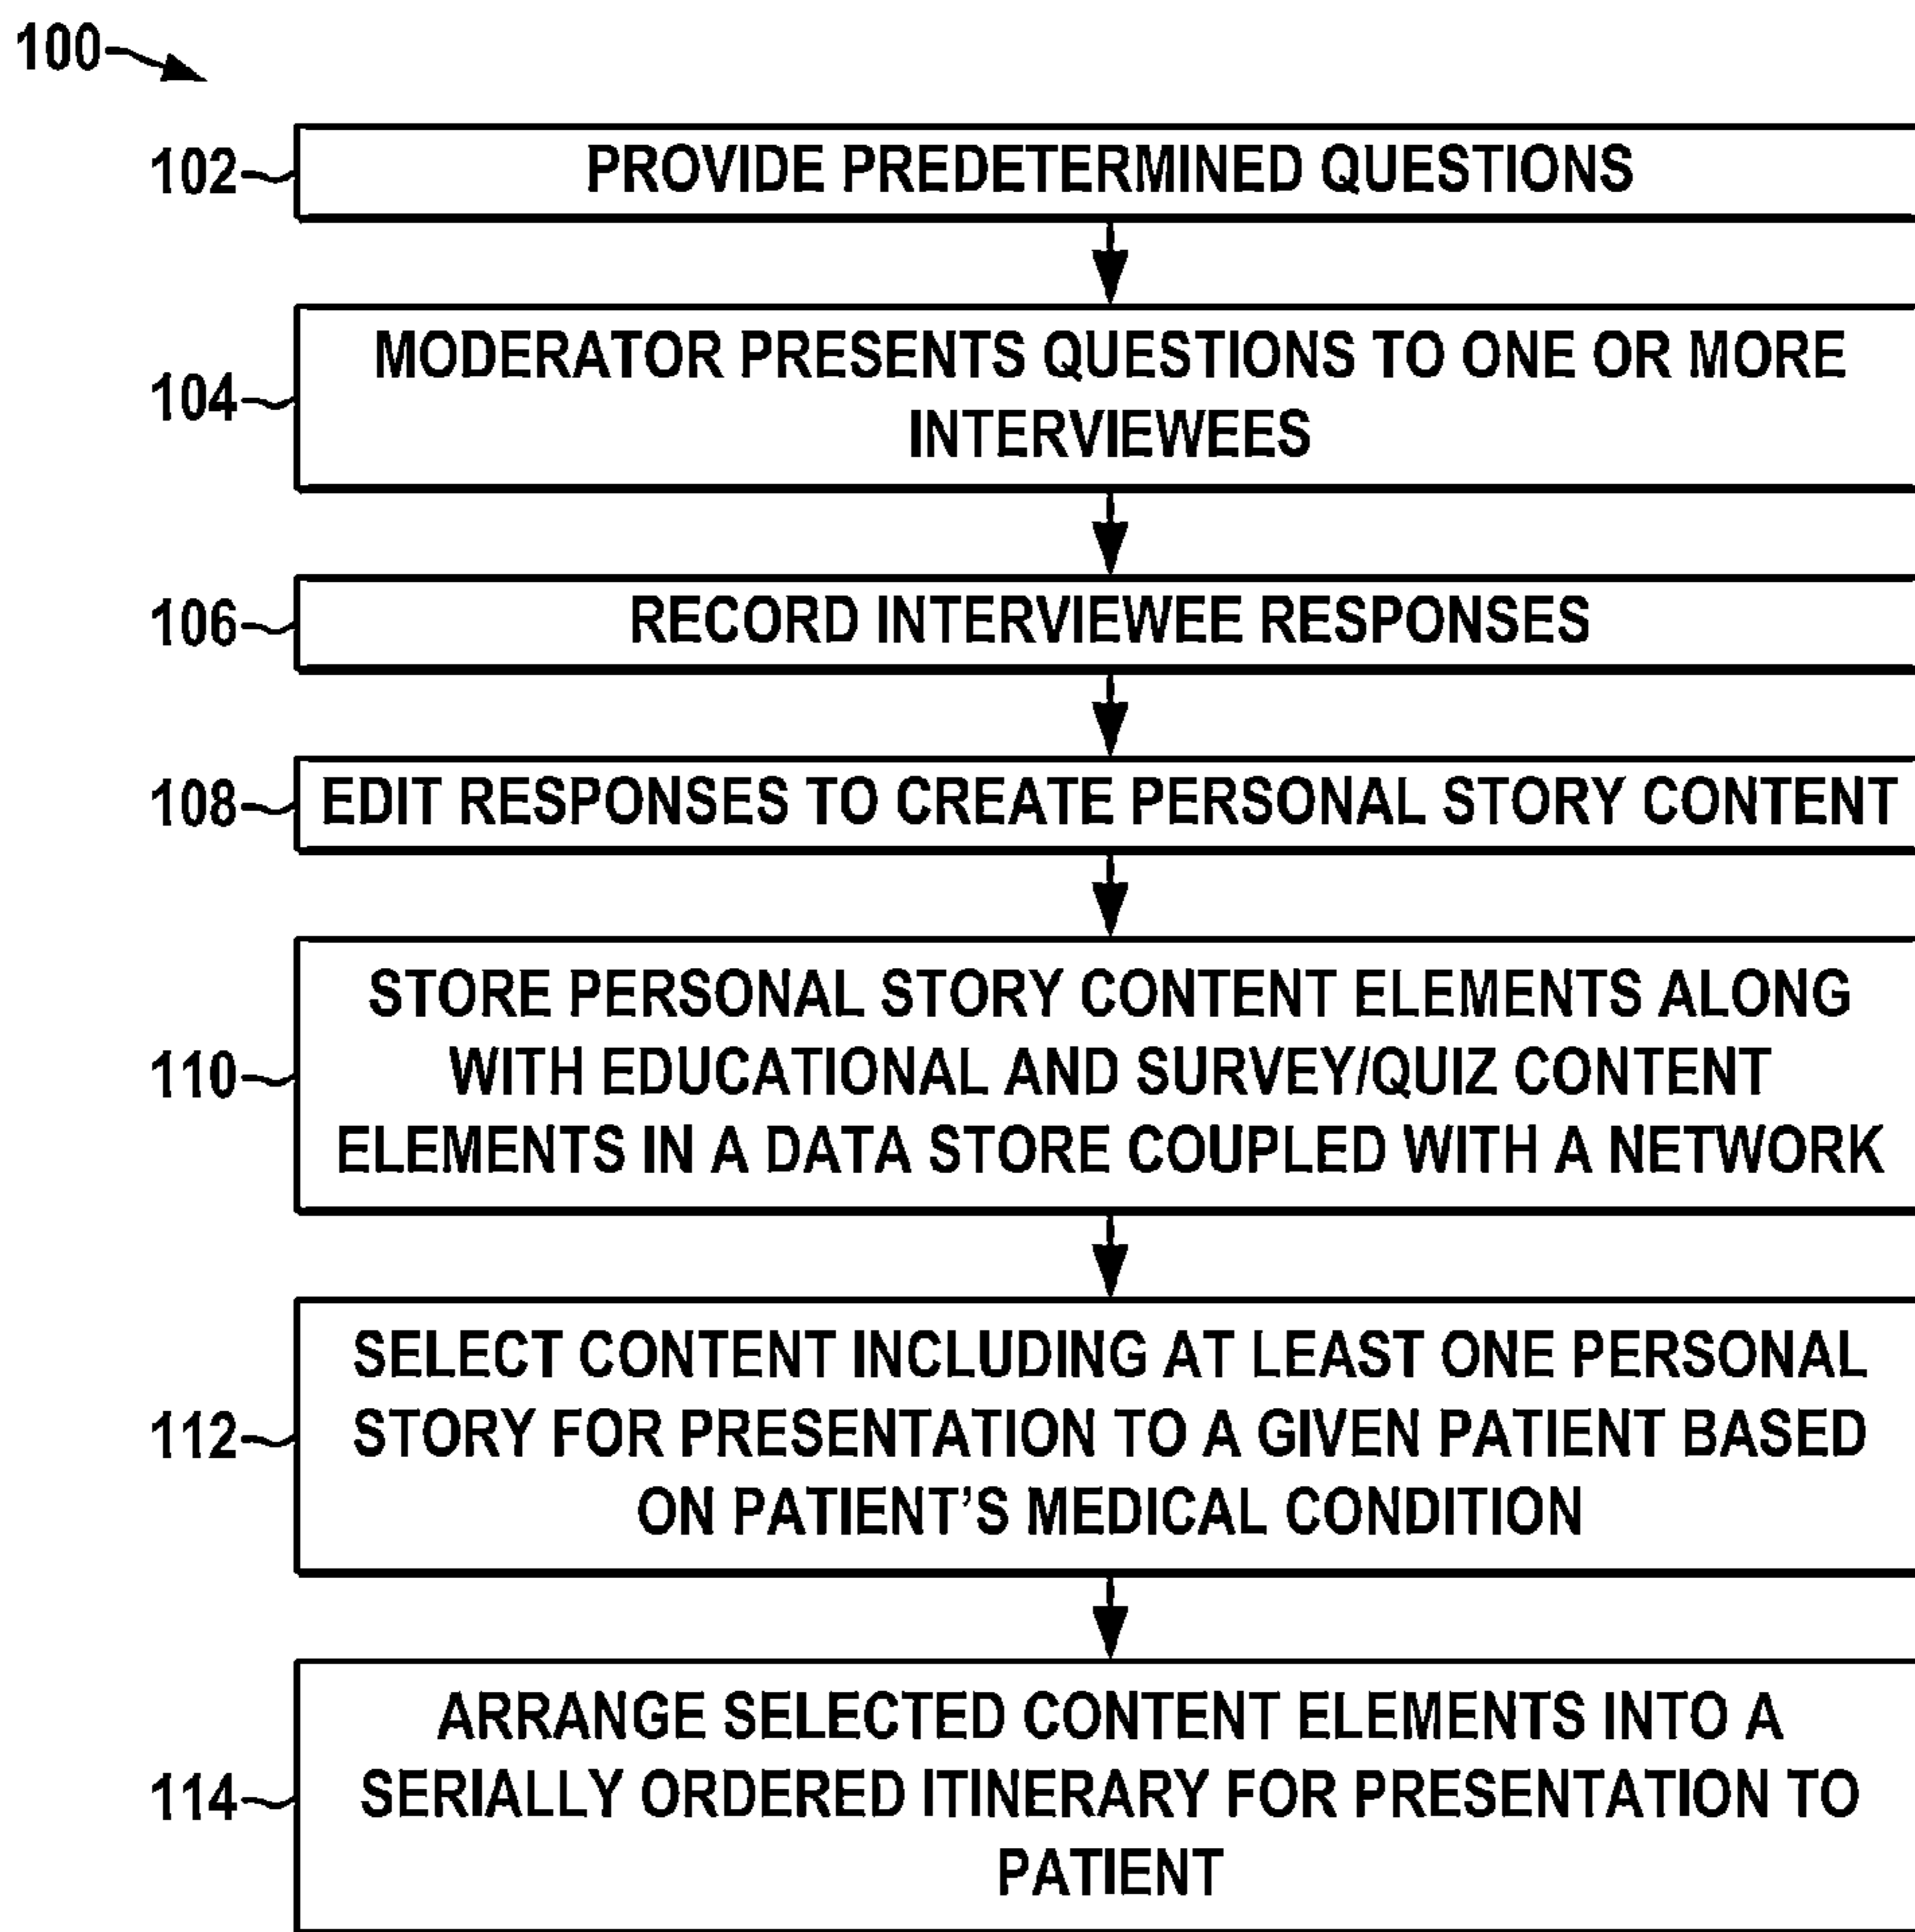 100
102
PROVIDE PREDETERMINED QUESTIONS
104
MODERATOR PRESENTS QUESTIONS TO ONE OR MORE
INTERVIEWEES
106
RECORD INTERVIEWEE RESPONSES
108
EDIT RESPONSES TO CREATE PERSONAL STORY CONTENT
110
STORE PERSONAL STORY CONTENT ELEMENTS ALONG
WITH EDUCATIONAL AND SURVEY/QUIZ CONTENT
ELEMENTS IN A DATA STORE COUPLED WITH A NETWORK
112
SELECT CONTENT INCLUDING AT LEAST ONE PERSONAL
STORY FOR PRESENTATION TO A GIVEN PATIENT BASED
ON PATIENT'S MEDICAL CONDITION
114
ARRANGE SELECTED CONTENT ELEMENTS INTO A
SERIALLY ORDERED ITINERARY FOR PRESENTATION TO
PATIENT